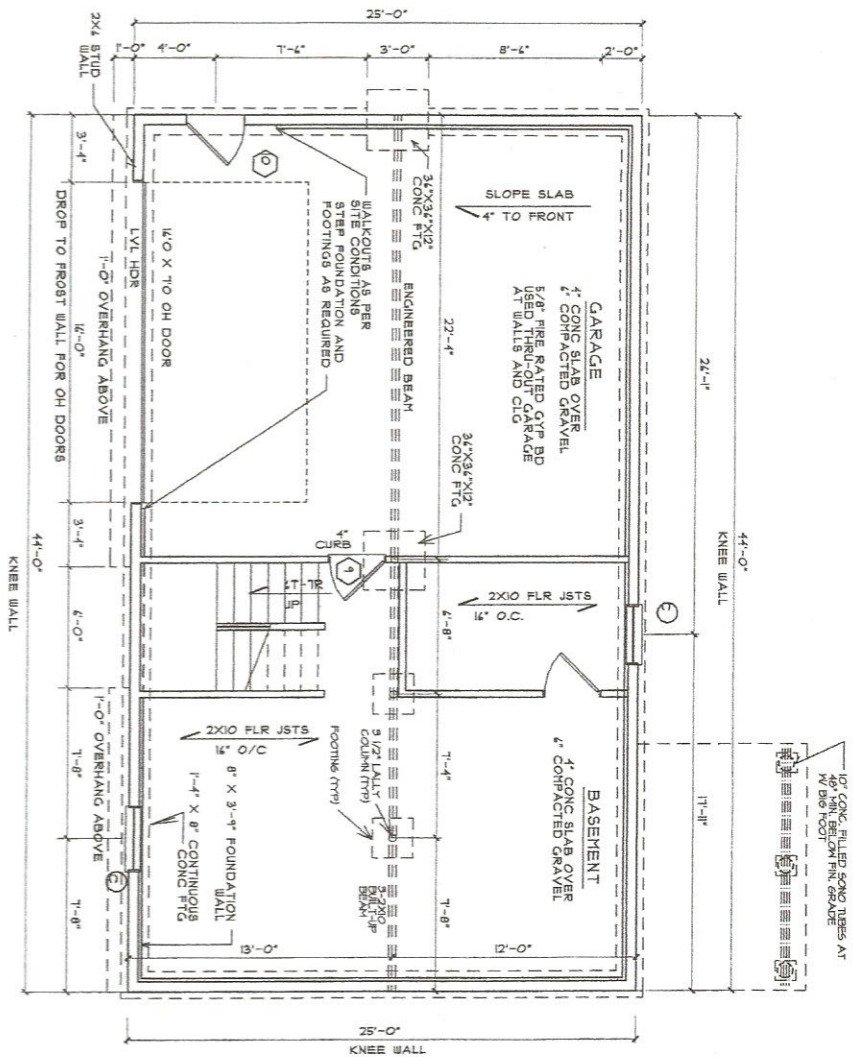 25'-0"
1'-0"
4'-0"
7'-6"
3'-0"
8'-6"
2'-0"
2X6 STUD
WALL
3'-4"
16'-0"
3'-4"
6'-0"
7'-8"
7'-8"
44'-0"
KNEE WALL
DROP TO FROST WALL FOR OH DOORS
1'-0" OVERHANG ABOVE
LVL HDR
16'0 X 7'0 OH DOOR
WALKOUTS AS PER
SITE CONDITIONS
STEP FOUNDATION AND
FOOTINGS AS REQUIRED
36"X36"X12"
CONC FTG
ENGINEERED BEAM
22'-4"
SLOPE SLAB
4" TO FRONT
GARAGE
4" CONC SLAB OVER
6" COMPACTED GRAVEL
5/8" FIRE RATED GYP BD
USED THRU-OUT GARAGE
AT WALLS AND CLG
36"X36"X12"
CONC FTG
26'-1"
44'-0"
KNEE WALL
17'-11"
4"
CURB
UP
6'-8"
2X10 FLR JSTS
16" O.C.
7'-4"
7'-8"
2X10 FLR JSTS
16" O/C
FOOTING (TYP)
3 1/2" LALLY
COLUMN (TYP)
3-2X10
BUILT-UP
BEAM
8" X 3'-9" FOUNDATION
WALL
1'-4" X 8" CONTINUOUS
CONC FTG
1'-0" OVERHANG ABOVE
BASEMENT
4" CONC SLAB OVER
6" COMPACTED GRAVEL
13'-0"
12'-0"
25'-0"
KNEE WALL
10" CONC. FILLED SONO TUBES AT
48" MIN. BELOW FIN. GRADE
W/ BIG FOOT